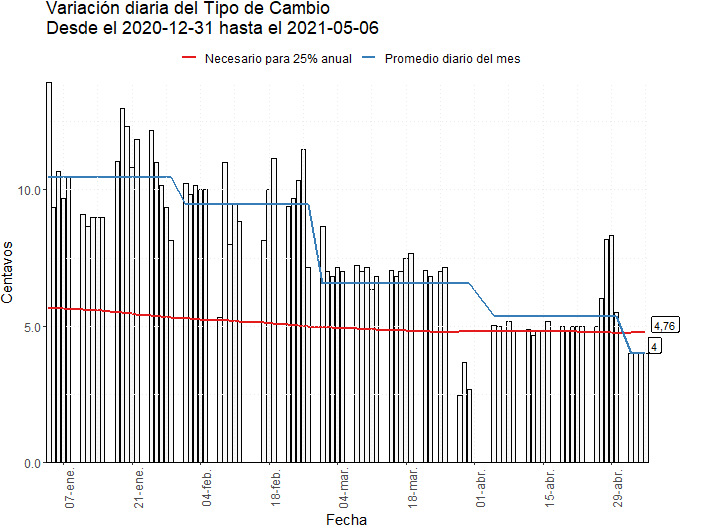 Variación diaria del Tipo de Cambio
Desde el 2020-12-31 hasta el 2021-05-06
Necesario para 25% anual
Promedio diario del mes
Centavos
10.0
5.0
0.0
4,76
4
07-ene.
21-ene.
04-feb.
18-feb.
04-mar.
18-mar.
01-abr.
15-abr.
29-abr.
Fecha